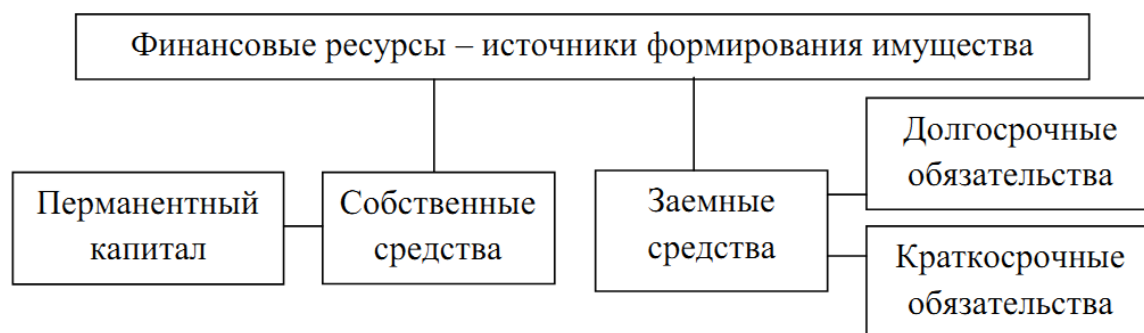 Финансовые ресурсы – источники формирования имущества
Перманентный
капитал
Собственные
средства
Заемные
средства
Долгосрочные
обязательства
Краткосрочные
обязательства